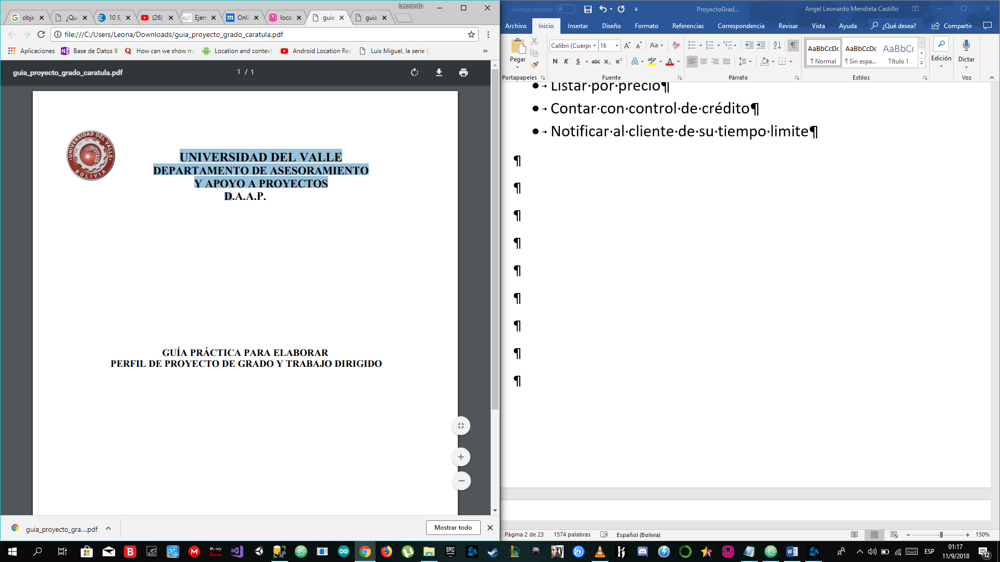 Leonardo
obje
¿Que
10 Ej
(26)
Ejem
Onli
loca
guia
guia
file:///C:/Users/Leona/Downloads/guia_proyecto_grado_caratula.pdf
Aplicaciones
Base de Datos II
How can we show m
Location and context
Android Location Rea
Luis Miguel, la serie
»
guia_proyecto_grado_caratula.pdf
1 / 1
UNIVERSIDAD DEL VALLE
BOLIVIA
UNIVERSIDAD DEL VALLE
DEPARTAMENTO DE ASESORAMIENTO
Y APOYO A PROYECTOS
D.A.A.P.
GUÍA PRÁCTICA PARA ELABORAR
PERFIL DE PROYECTO DE GRADO Y TRABAJO DIRIGIDO
guia_proyecto_gra....pdf
Mostrar todo
Autoguardado
ProyectoGrad...
Angel Leonardo Mendieta Castillo
Archivo
Inicio
Insertar
Diseño
Formato
Referencias
Correspondencia
Revisar
Vista
Ayuda
¿Qué desea?
Compartir
Pegar
Portapapeles
Calibri (Cuerpo
16
Aa
N K S abc x₂ x²
Fuente
Párrafo
AaBbCcDc
¶ Normal
AaBbCcDc
¶ Sin espa...
AaBbCc
Título 1
Estilos
Edición
Dictar
Voz
Listar·por·precio¶
Contar·con·control·de·crédito¶
Notificar·al·cliente·de·su·tiempo·limite¶
¶
¶
¶
¶
¶
¶
¶
¶
¶
Página 2 de 23
1574 palabras
Español (Bolivia)
150%
ESP
01:17
11/9/2018
12